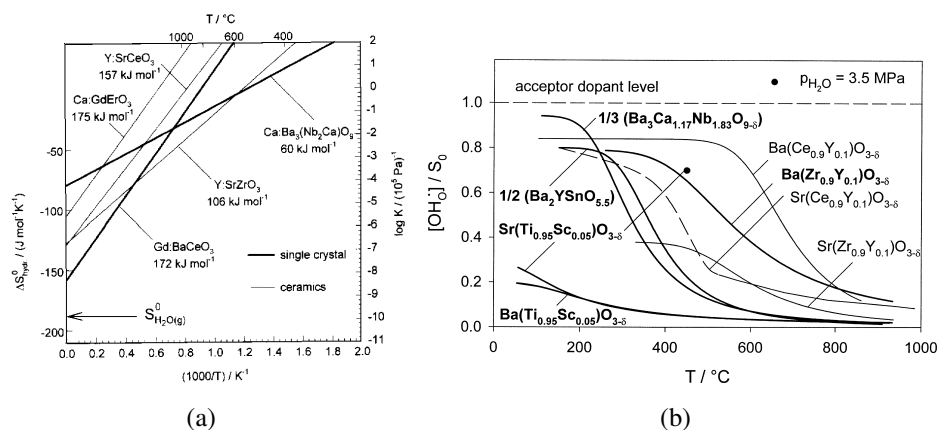 T / °C
1000 600 400
Y:SrCeO₃
157 kJ mol⁻¹
Ca:GdErO₃
175 kJ mol⁻¹
Ca:Ba₃(Nb₂Ca)O₉
60 kJ mol⁻¹
Y:SrZrO₃
106 kJ mol⁻¹
Gd:BaCeO₃
172 kJ mol⁻¹
single crystal
ceramics
S⁰H₂O(g)
ΔS⁰hydr. / (J mol⁻¹K⁻¹)
-50
-100
-150
-200
log K / (10⁵ Pa)⁻¹
2
1
0
-1
-2
-3
-4
-5
-6
-7
-8
-9
-10
-11
0.0 0.2 0.4 0.6 0.8 1.0 1.2 1.4 1.6 1.8 2.0
(1000/T) / K⁻¹
(a)
acceptor dopant level
pH₂O = 3.5 MPa
1/3 (Ba₃Ca₁.₁₇Nb₁.₈₃O₉₋δ)
Ba(Ce₀.₉Y₀.₁)O₃₋δ
Ba(Zr₀.₉Y₀.₁)O₃₋δ
Sr(Ce₀.₉Y₀.₁)O₃₋δ
1/2 (Ba₂YSnO₅.₅)
Sr(Ti₀.₉₅Sc₀.₀₅)O₃₋δ
Sr(Zr₀.₉Y₀.₁)O₃₋δ
Ba(Ti₀.₉₅Sc₀.₀₅)O₃₋δ
[OHO˙] / S₀
1.0
0.8
0.6
0.4
0.2
0.0
0 200 400 600 800 1000
T / °C
(b)